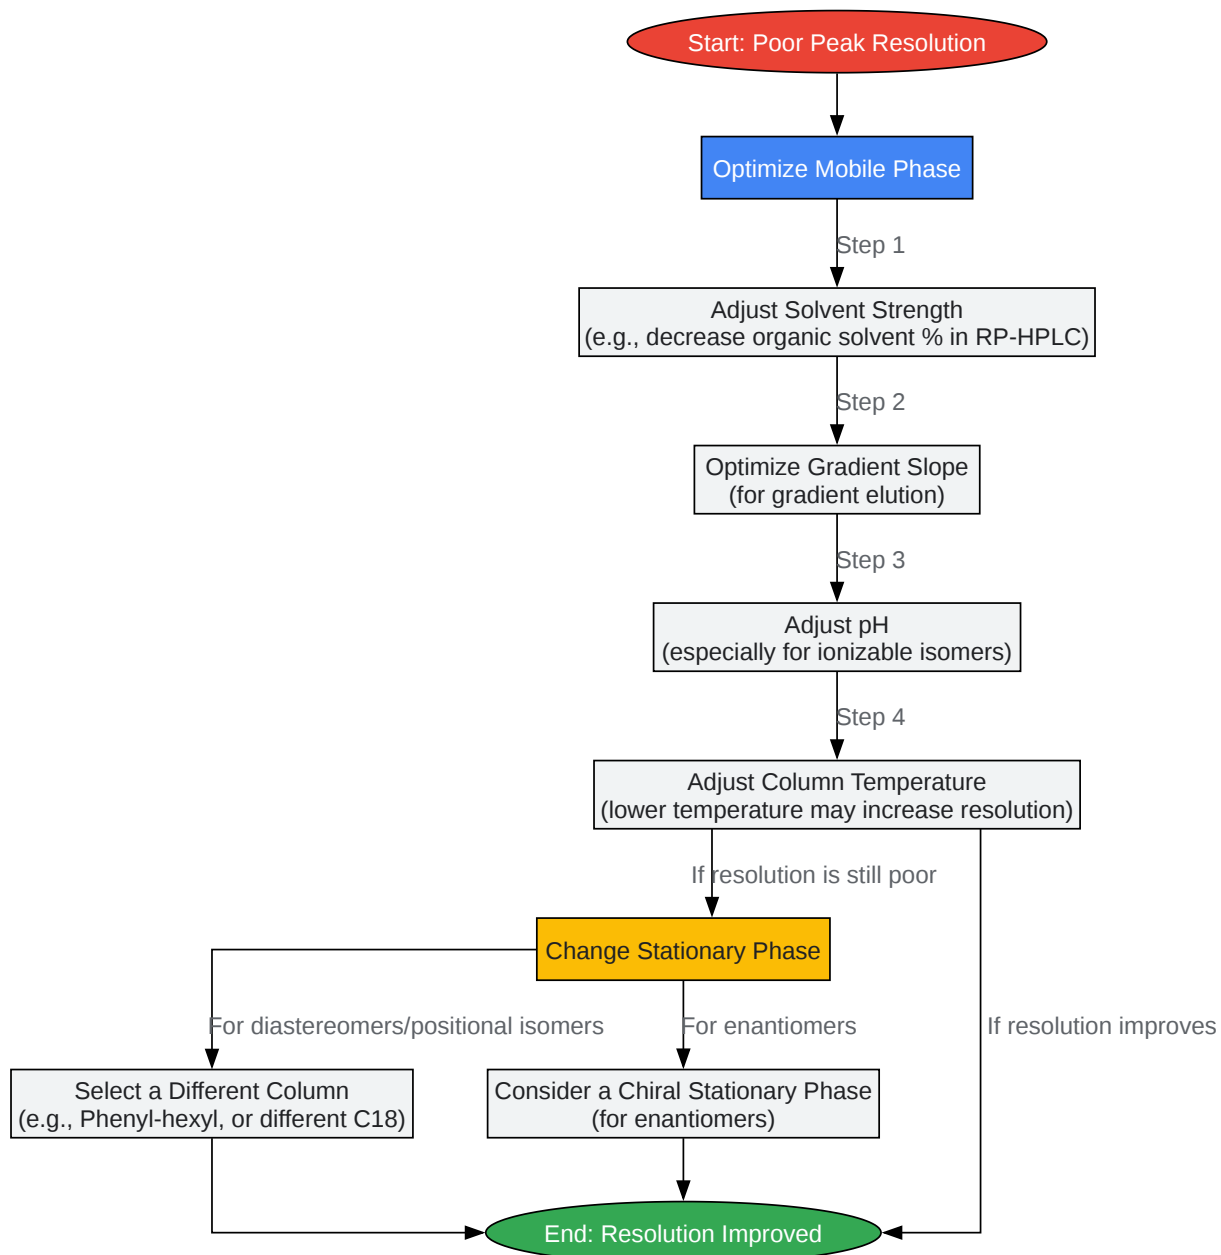 Start: Poor Peak Resolution
Optimize Mobile Phase
Step 1
Adjust Solvent Strength
(e.g., decrease organic solvent % in RP-HPLC)
Step 2
Optimize Gradient Slope
(for gradient elution)
Step 3
Adjust pH
(especially for ionizable isomers)
Step 4
Adjust Column Temperature
(lower temperature may increase resolution)
If resolution is still poor
Change Stationary Phase
For diastereomers/positional isomers
For enantiomers
If resolution improves
Select a Different Column
(e.g., Phenyl-hexyl, or different C18)
Consider a Chiral Stationary Phase
(for enantiomers)
End: Resolution Improved